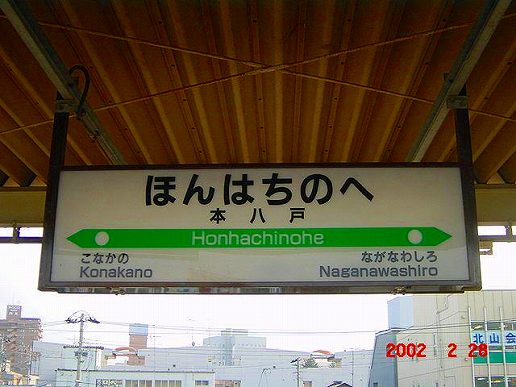 ほんはちのへ
本八戸
Honhachinohe
こなかの
Konakano
ながなわしろ
Naganawashiro
北山会
2002 2 28